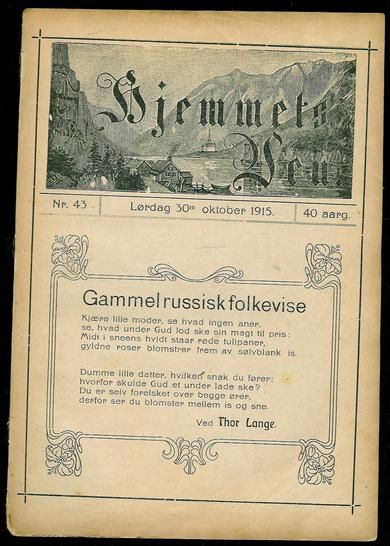 Hjemmets
Ven
Nr. 43
Lørdag 30te oktober 1915.
40 aarg.
Gammelrussisk folkevise
Kjære lille moder, se hvad ingen aner,
se, hvad under Gud lod ske sin magt til pris:
Midt i sneens hvidt staar røde tulipaner,
gyldne roser blomstrer frem av sølvblank is.
Dumme lille datter, hvilken snak du fører:
hvorfor skulde Gud et under lade ske?
Du er selv forelsket over begge ører,
derfor ser du blomster mellem is og sne.
Ved Thor Lange.